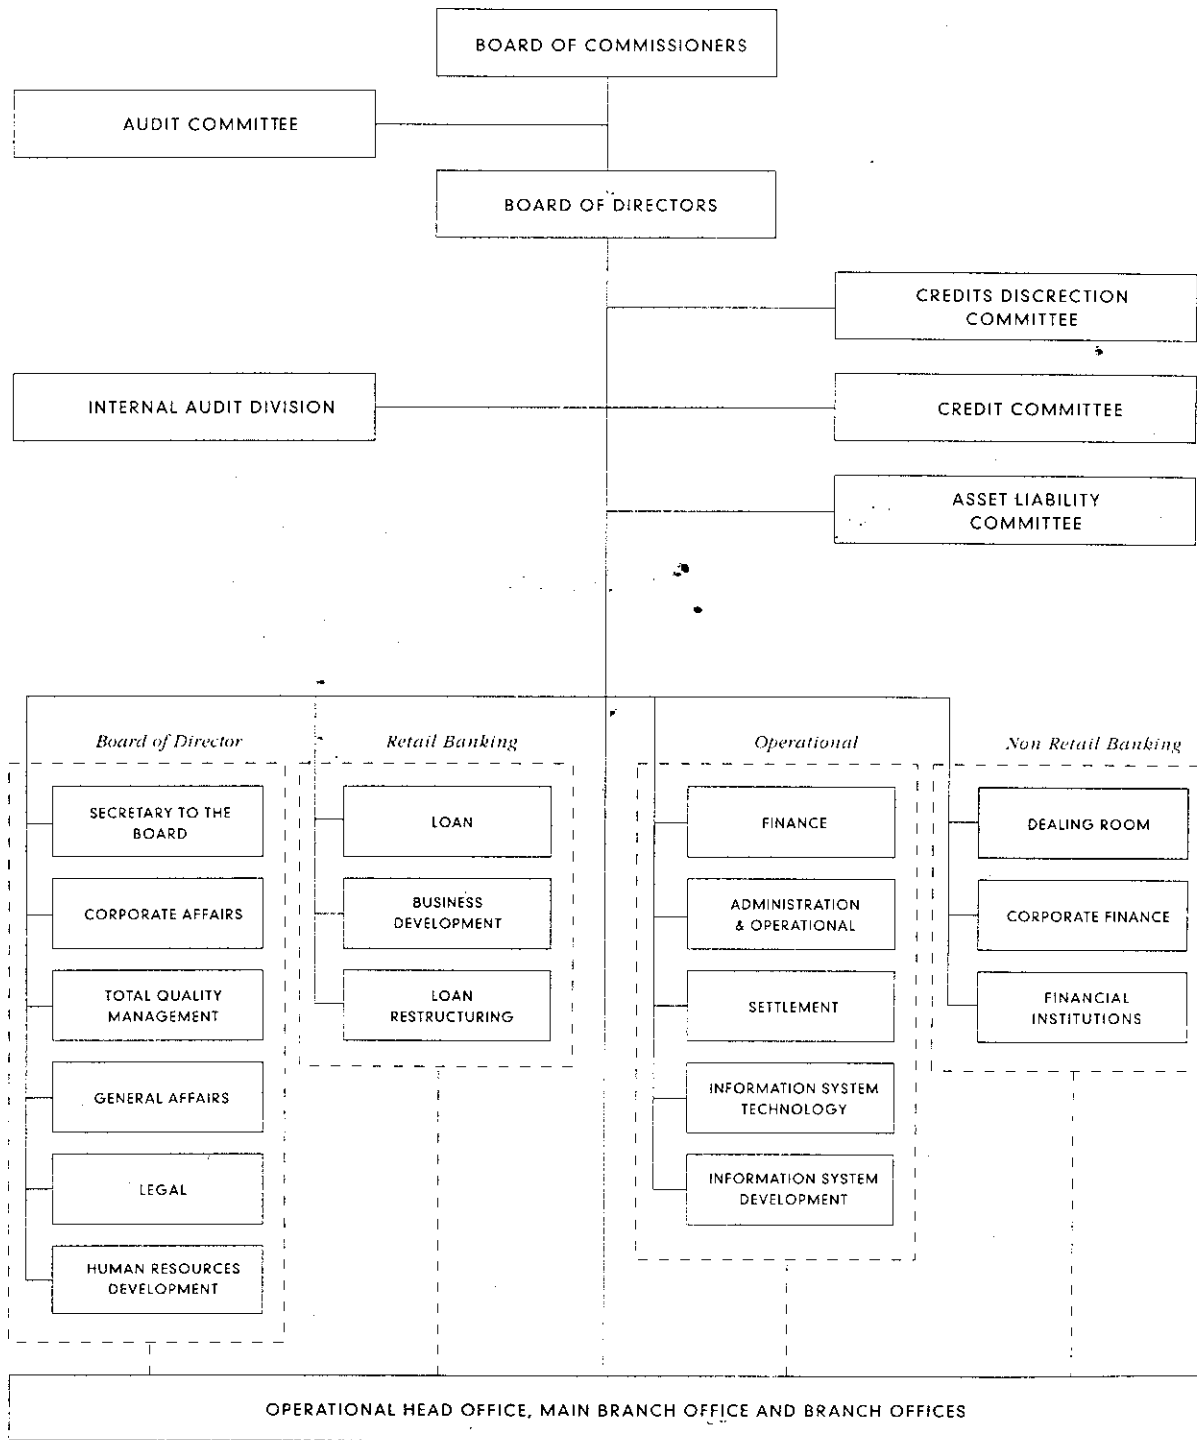 BOARD OF COMMISSIONERS
AUDIT COMMITTEE
BOARD OF DIRECTORS
CREDITS DISCRECTION
COMMITTEE
INTERNAL AUDIT DIVISION
CREDIT COMMITTEE
ASSET LIABILITY
COMMITTEE
Board of Director
SECRETARY TO THE
BOARD
CORPORATE AFFAIRS
TOTAL QUALITY
MANAGEMENT
GENERAL AFFAIRS
LEGAL
HUMAN RESOURCES
DEVELOPMENT
Retail Banking
LOAN
BUSINESS
DEVELOPMENT
LOAN
RESTRUCTURING
Operational
FINANCE
ADMINISTRATION
& OPERATIONAL
SETTLEMENT
INFORMATION SYSTEM
TECHNOLOGY
INFORMATION SYSTEM
DEVELOPMENT
Non Retail Banking
DEALING ROOM
CORPORATE FINANCE
FINANCIAL
INSTITUTIONS
OPERATIONAL HEAD OFFICE, MAIN BRANCH OFFICE AND BRANCH OFFICES